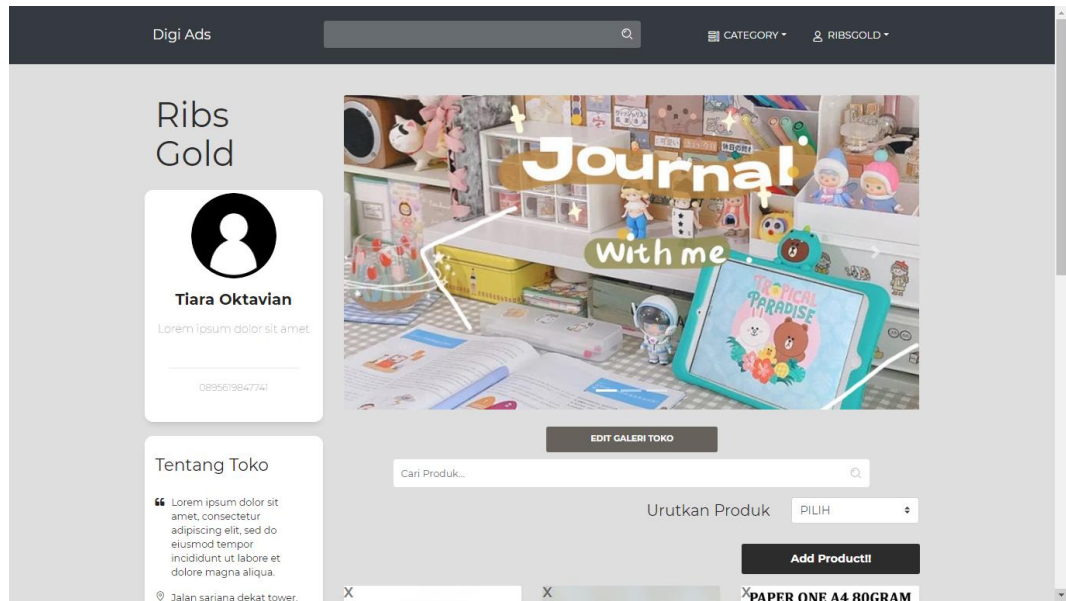 Digi Ads
CATEGORY
RIBSGOLD
Ribs
Gold
Journal
With me
TROPICAL
PARADISE
Tiara Oktavian
Lorem ipsum dolor sit amet
EDIT GALERI TOKO
Tentang Toko
Cari Produk...
Lorem ipsum dolor sit
amet, consectetur
adipiscing elit, sed do
eiusmod tempor
incididunt ut labore et
dolore magna aliqua.
Urutkan Produk
PILIH
Add Product!!
Jalan sariana dekat tower.
X
X
X
PAPER ONE A4 80GRAM